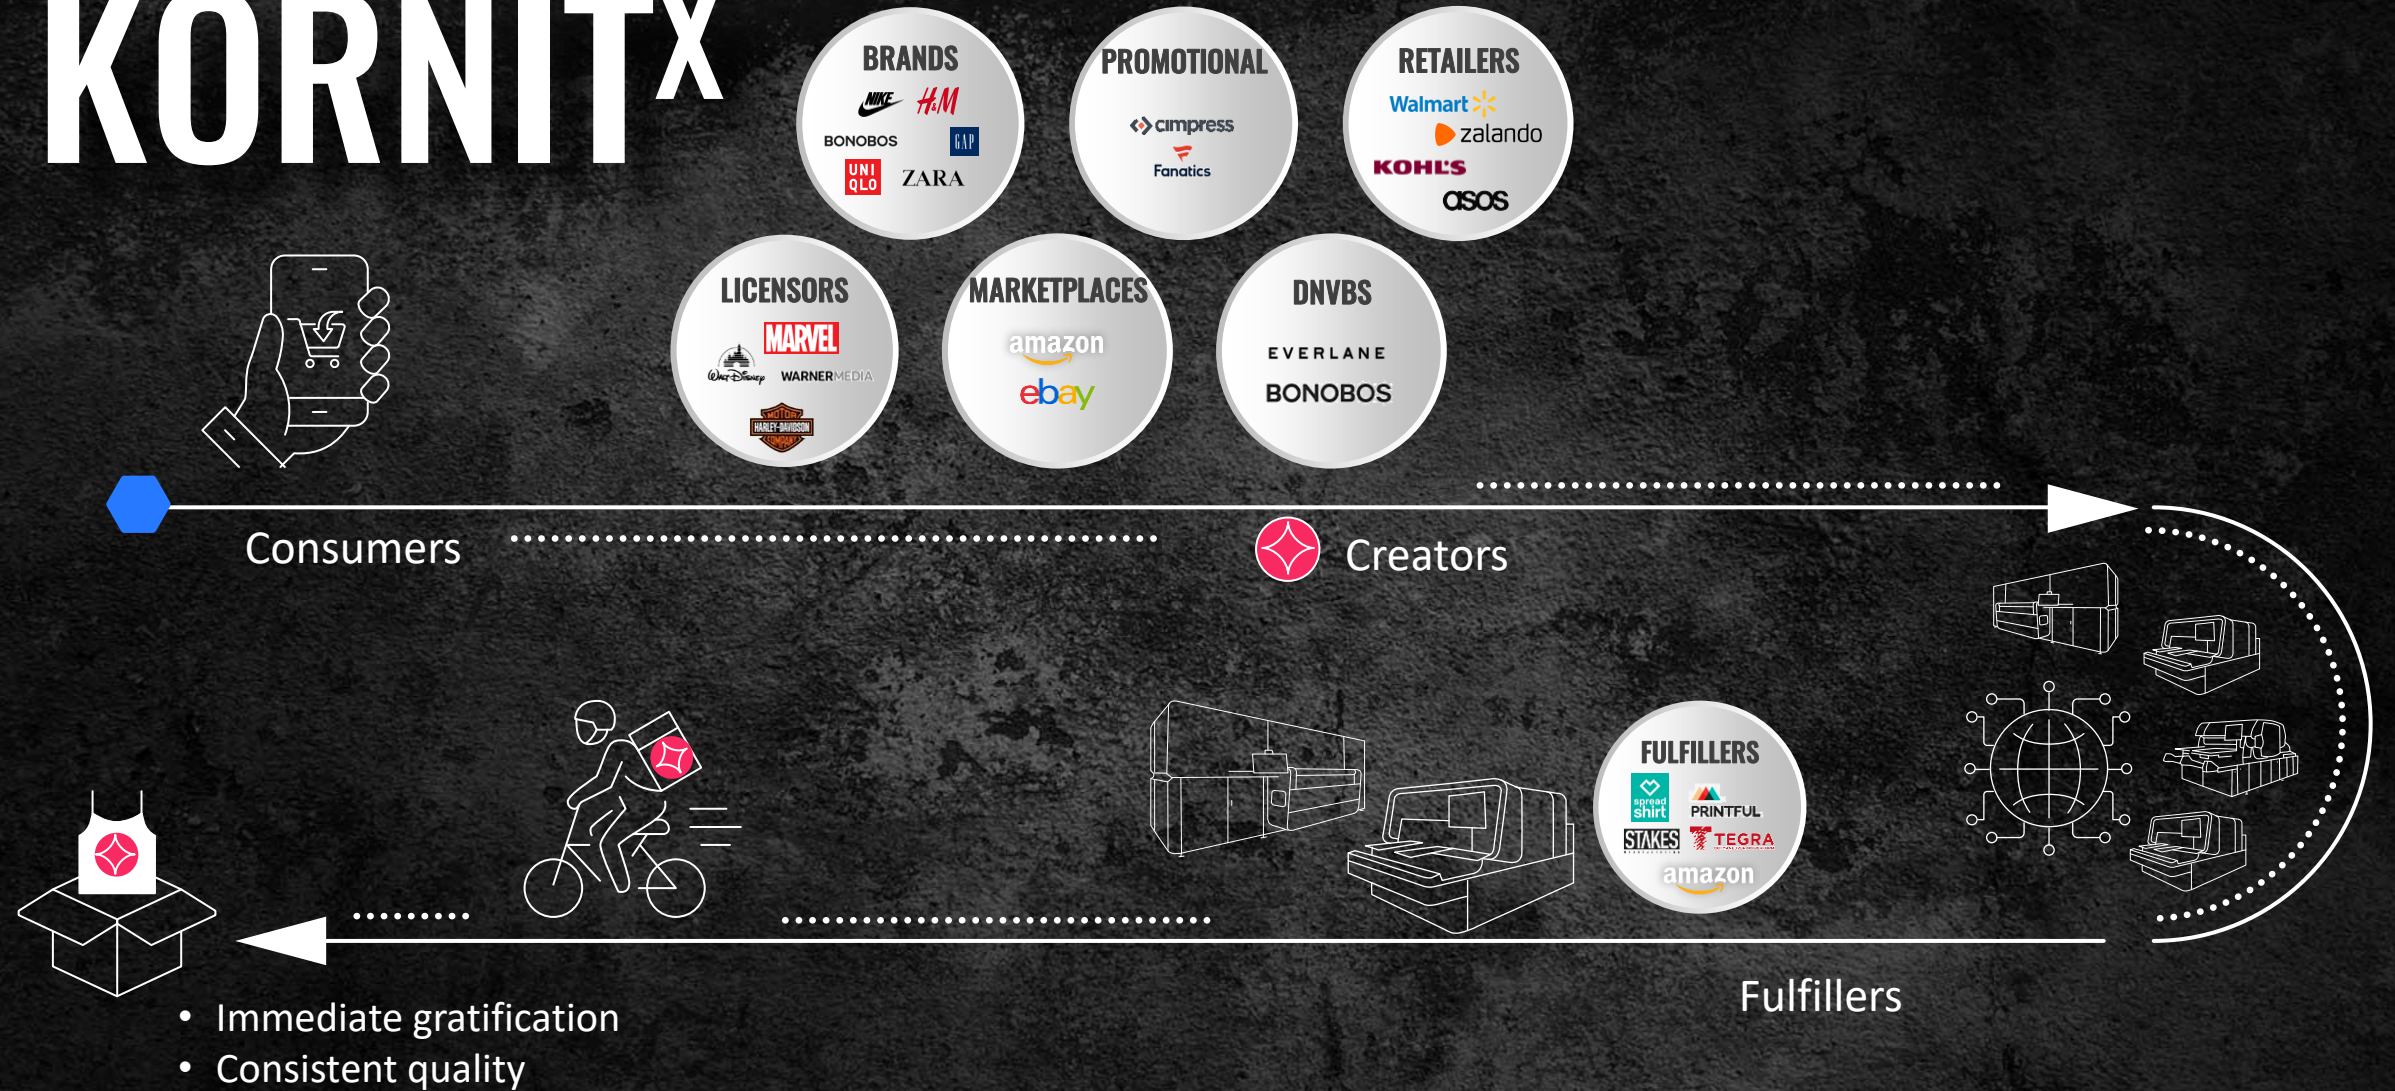 KORNITX
BRANDS
NIKE H&M
BONOBOS GAP
UNI
QLO ZARA
PROMOTIONAL
cimpress
Fanatics
RETAILERS
Walmart
zalando
KOHL'S
asos
LICENSORS
MARVEL
WALT DISNEY WARNERMEDIA
MOTOR
HARLEY-DAVIDSON
COMPANY
MARKETPLACES
amazon
ebay
DNVBS
EVERLANE
BONOBOS
Consumers
Creators
FULFILLERS
spread
shirt PRINTFUL
STAKES TEGRA
amazon
Fulfillers
• Immediate gratification
• Consistent quality